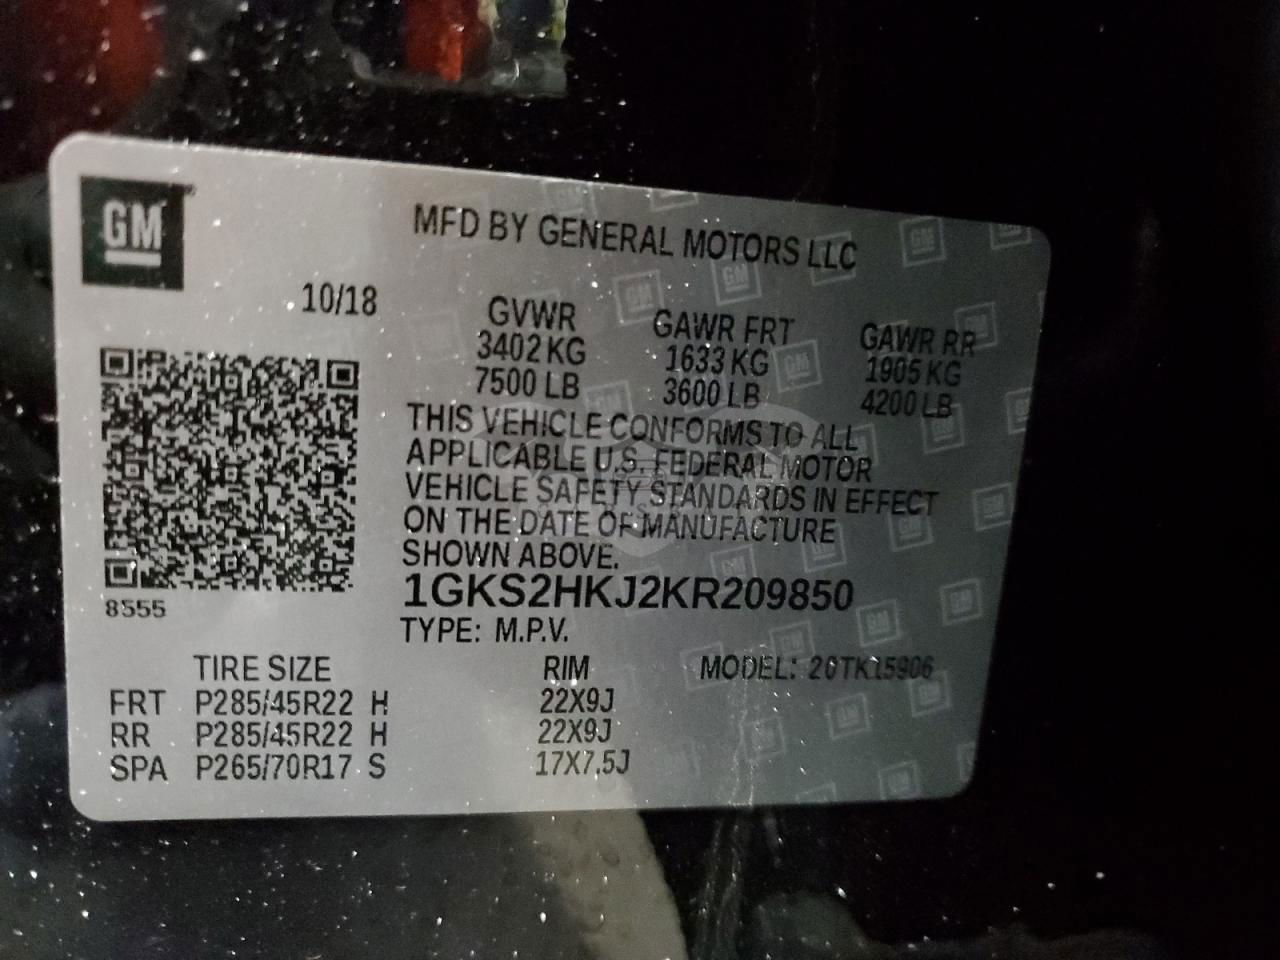 GM
MFD BY GENERAL MOTORS LLC
10/18
GVWR GAWR FRT GAWR RR
3402 KG 1633 KG 1905 KG
7500 LB 3600 LB 4200 LB
THIS VEHICLE CONFORMS TO ALL
APPLICABLE U.S. FEDERAL MOTOR
VEHICLE SAFETY STANDARDS IN EFFECT
ON THE DATE OF MANUFACTURE
SHOWN ABOVE.
1GKS2HKJ2KR209850
8555
TYPE: M.P.V.
TIRE SIZE RIM MODEL: 20TK15906
FRT P285/45R22 H 22X9J
RR P285/45R22 H 22X9J
SPA P265/70R17 S 17X7.5J